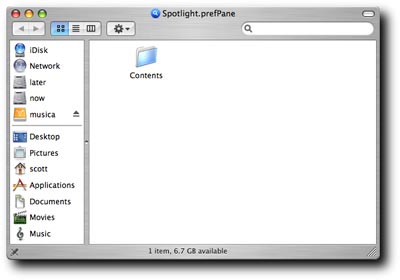 Spotlight.prefPane
iDisk
Network
later
now
musica
Desktop
Pictures
scott
Applications
Documents
Movies
Music
Contents
1 item, 6.7 GB available